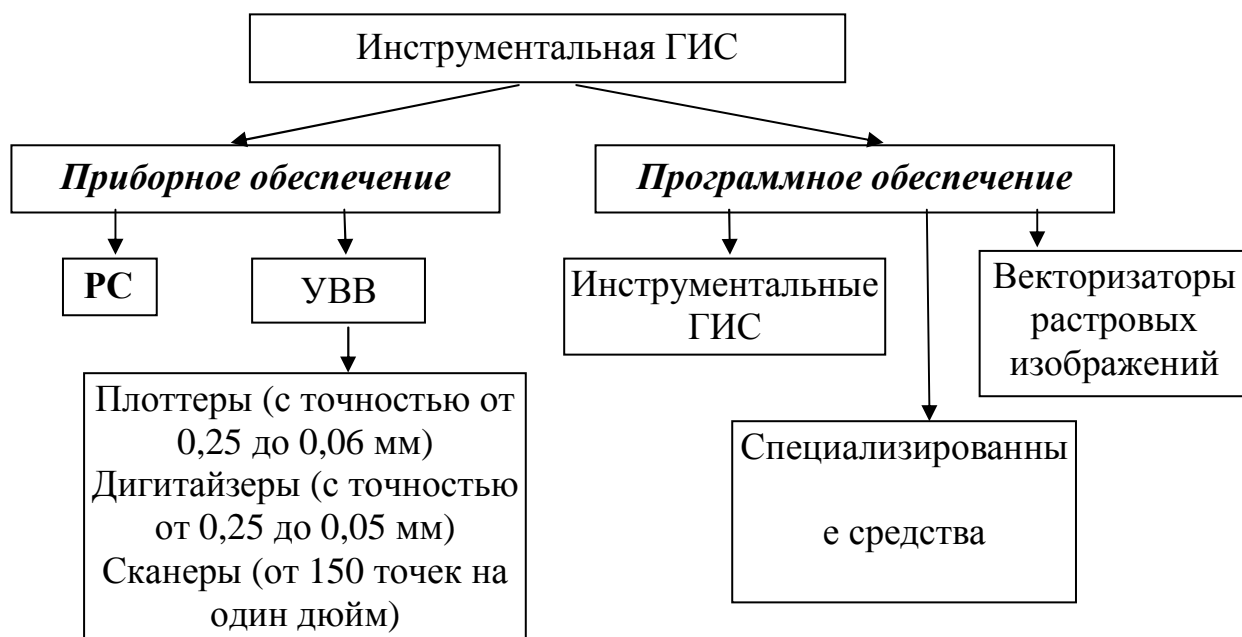 Инструментальная ГИС
Приборное обеспечение
Программное обеспечение
РС
УВВ
Инструментальные
ГИС
Векторизаторы
растровых
изображений
Плоттеры (с точностью от
0,25 до 0,06 мм)
Дигитайзеры (с точностью
от 0,25 до 0,05 мм)
Сканеры (от 150 точек на
один дюйм)
Специализированны
е средства